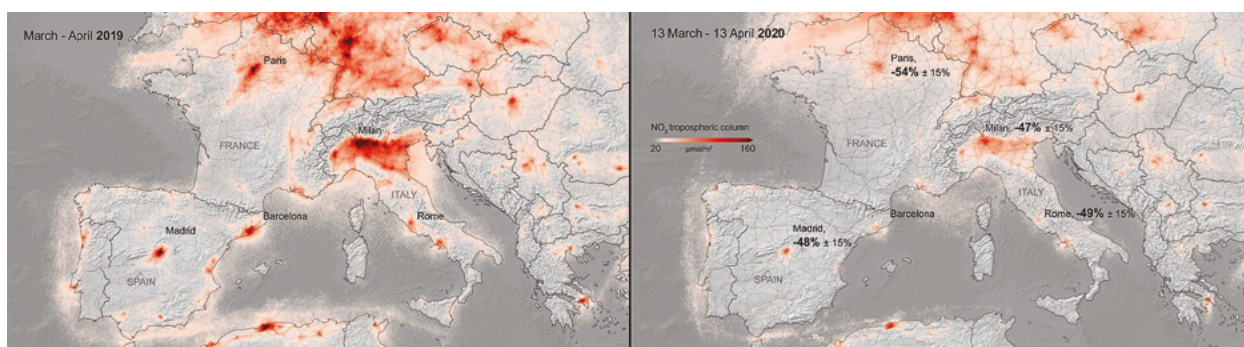 March - April 2019
Paris
Milan
FRANCE
ITALY
Barcelona
Rome
Madrid
SPAIN
13 March - 13 April 2020
Paris,
-54% ± 15%
NO2 tropospheric column
20 µmol/m² 160
Milan, -47% ± 15%
FRANCE
ITALY
Barcelona
Rome, -49% ± 15%
Madrid,
-48% ± 15%
SPAIN